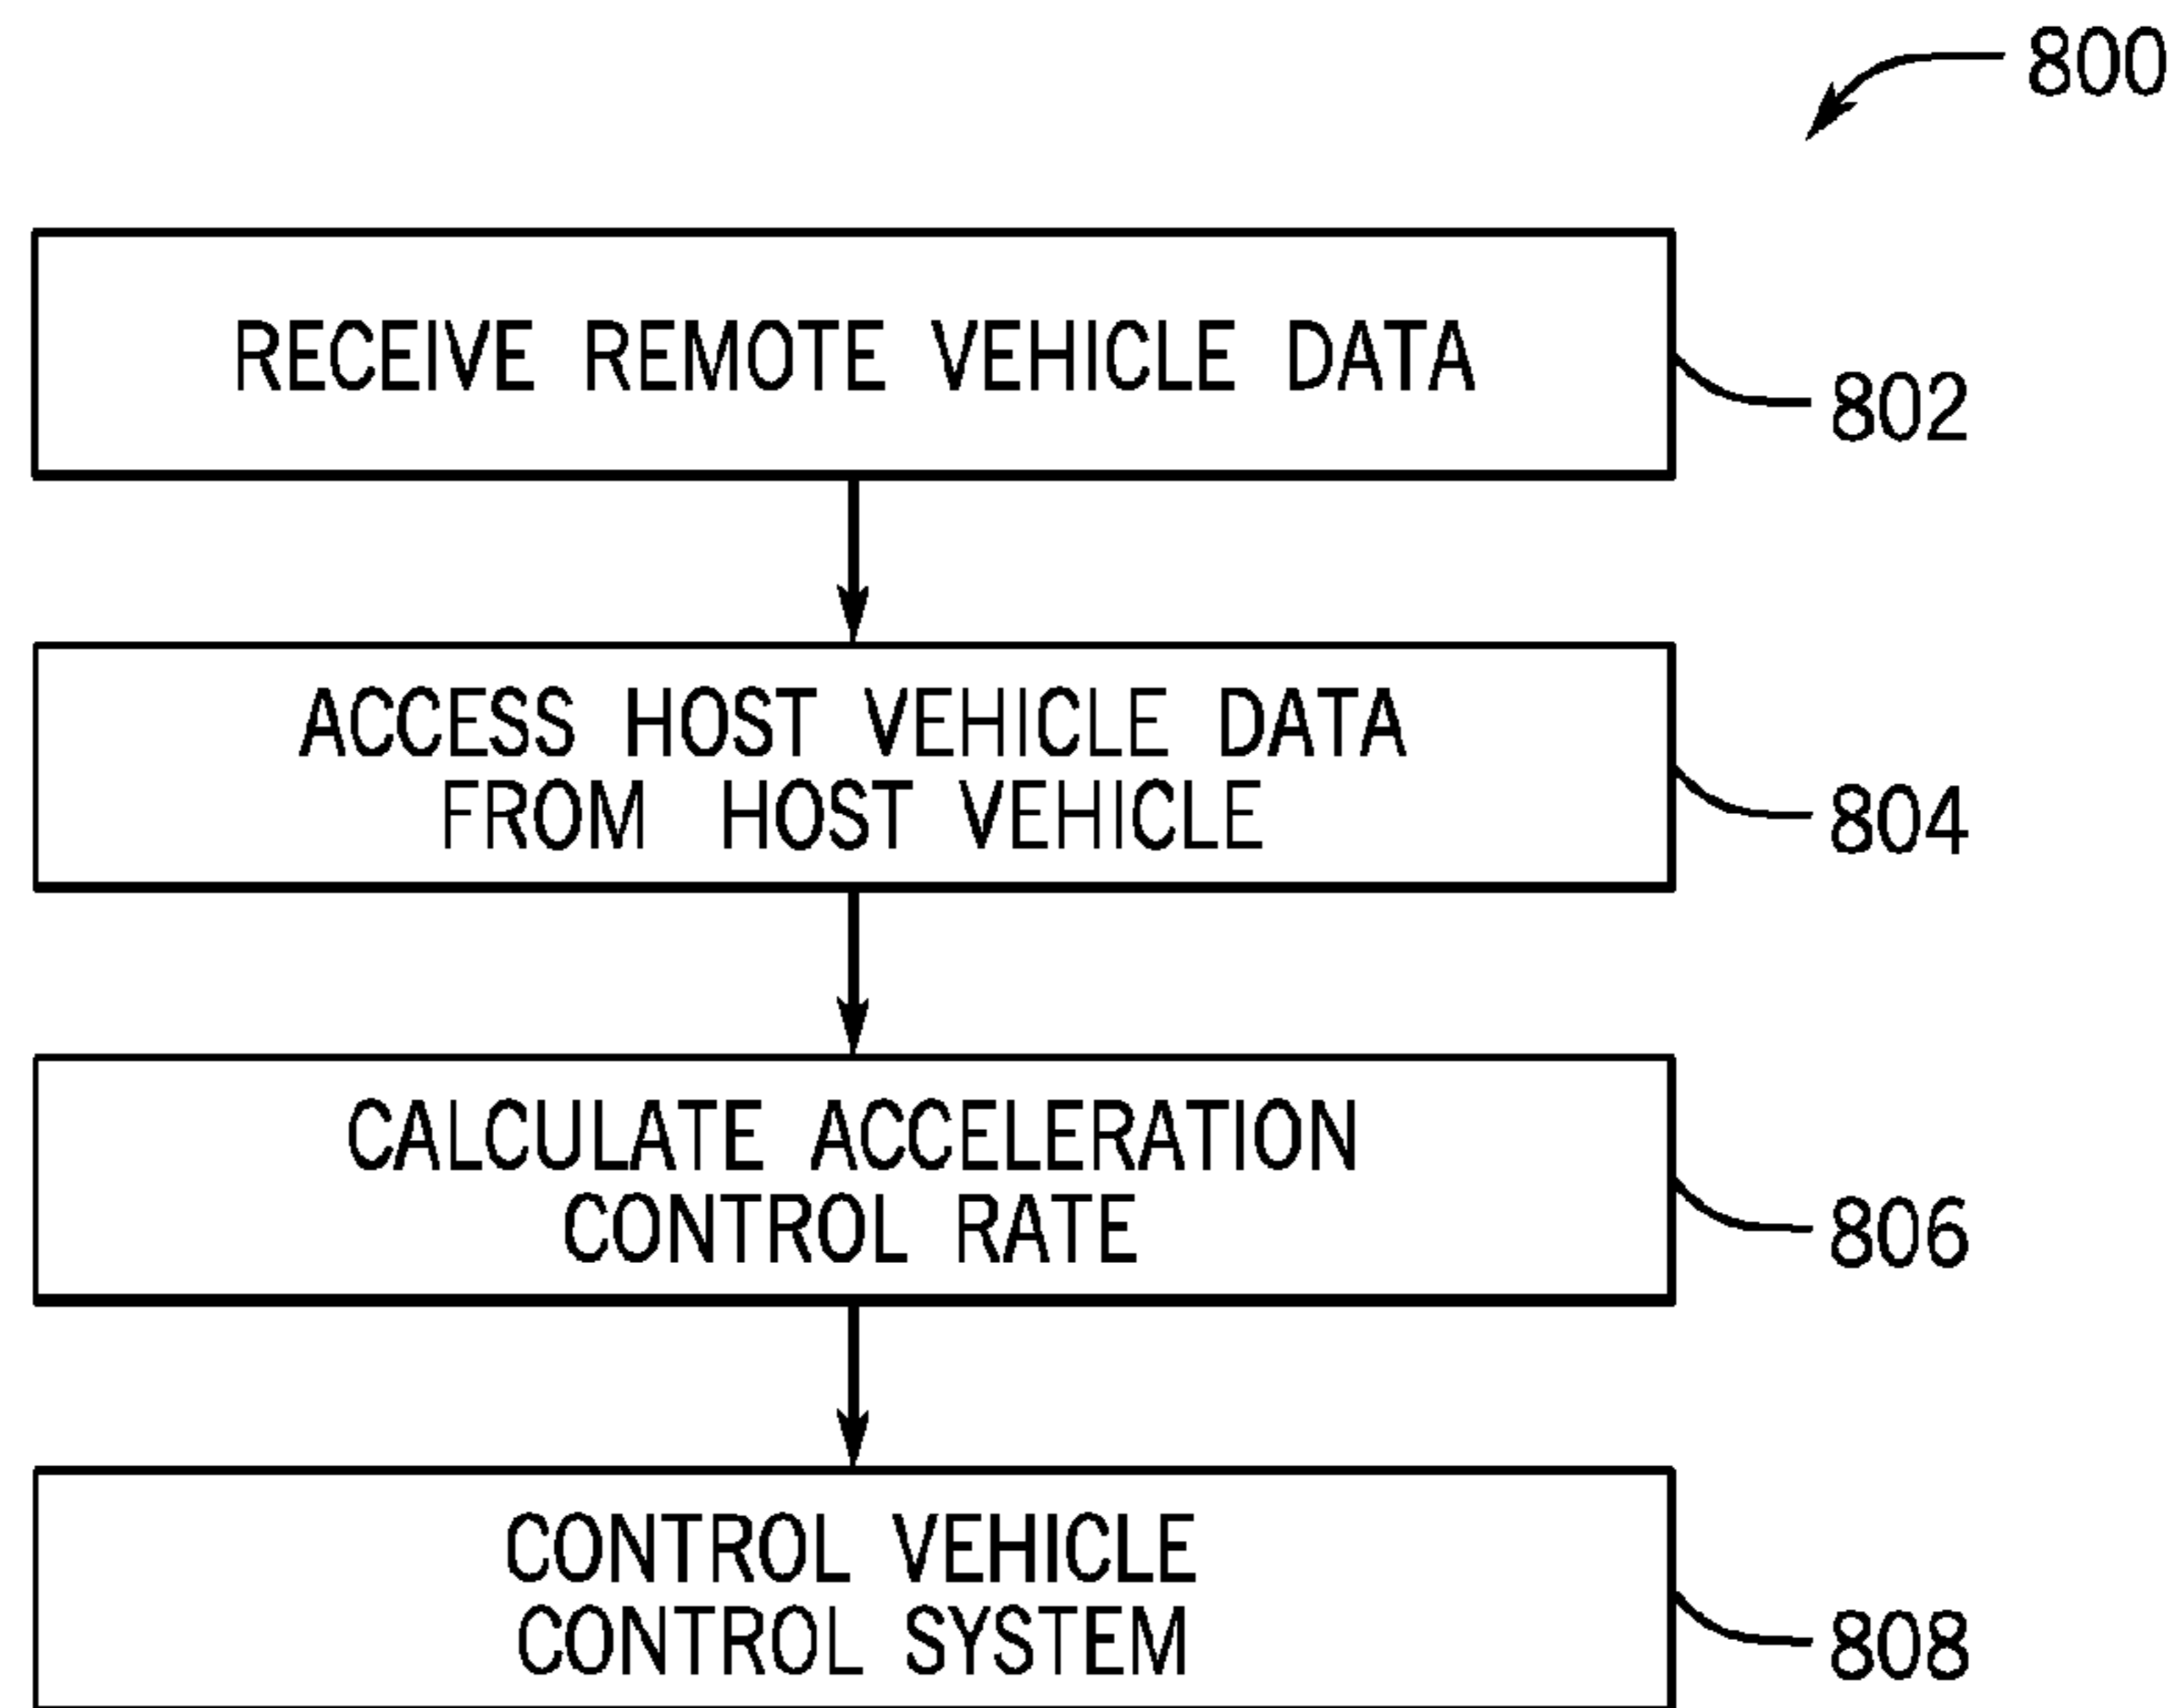 800
RECEIVE REMOTE VEHICLE DATA
802
ACCESS HOST VEHICLE DATA
FROM HOST VEHICLE
804
CALCULATE ACCELERATION
CONTROL RATE
806
CONTROL VEHICLE
CONTROL SYSTEM
808